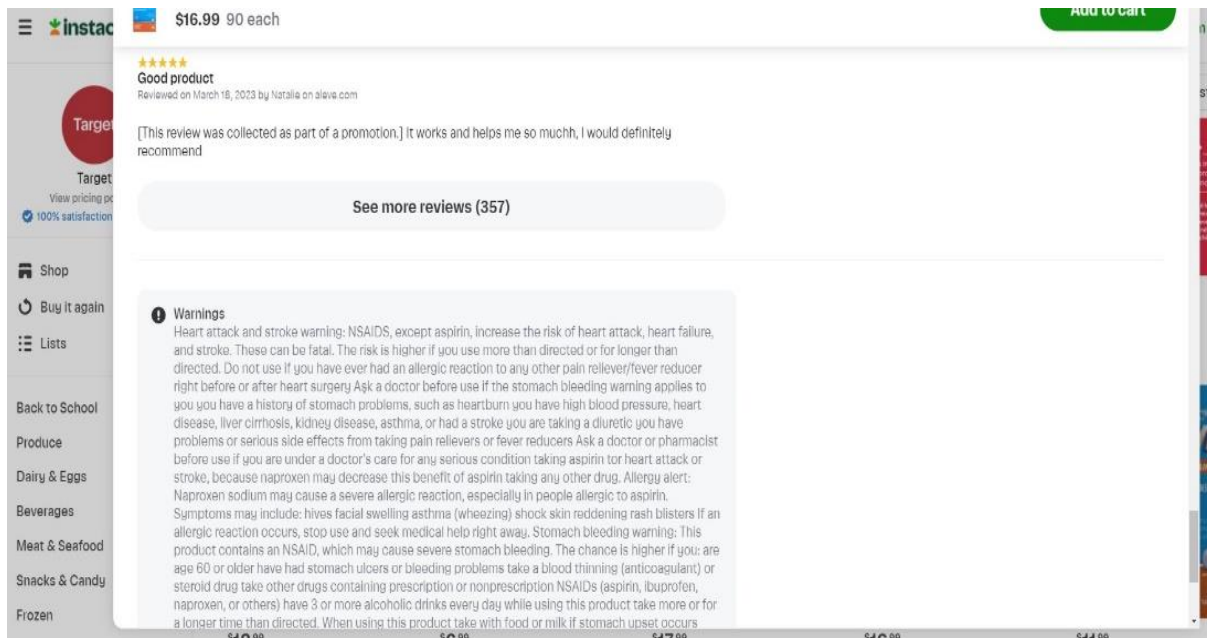 $16.99 90 each
Add to cart
instac
Target
Target
View pricing po
100% satisfaction
Shop
Buy it again
Lists
Back to School
Produce
Dairy & Eggs
Beverages
Meat & Seafood
Snacks & Candy
Frozen
Good product
Reviewed on March 18, 2023 by Natalie on aleve.com
[This review was collected as part of a promotion.] It works and helps me so muchh, I would definitely
recommend
See more reviews (357)
Warnings
Heart attack and stroke warning: NSAIDS, except aspirin, increase the risk of heart attack, heart failure,
and stroke. These can be fatal. The risk is higher if you use more than directed or for longer than
directed. Do not use if you have ever had an allergic reaction to any other pain reliever/fever reducer
right before or after heart surgery Ask a doctor before use if the stomach bleeding warning applies to
you you have a history of stomach problems, such as heartburn you have high blood pressure, heart
disease, liver cirrhosis, kidney disease, asthma, or had a stroke you are taking a diuretic you have
problems or serious side effects from taking pain relievers or fever reducers Ask a doctor or pharmacist
before use if you are under a doctor's care for any serious condition taking aspirin tor heart attack or
stroke, because naproxen may decrease this benefit of aspirin taking any other drug. Allergy alert:
Naproxen sodium may cause a severe allergic reaction, especially in people allergic to aspirin.
Symptoms may include: hives facial swelling asthma (wheezing) shock skin reddening rash blisters If an
allergic reaction occurs, stop use and seek medical help right away. Stomach bleeding warning: This
product contains an NSAID, which may cause severe stomach bleeding. The chance is higher if you: are
age 60 or older have had stomach ulcers or bleeding problems take a blood thinning (anticoagulant) or
steroid drug take other drugs containing prescription or nonprescription NSAIDs (aspirin, ibuprofen,
naproxen, or others) have 3 or more alcoholic drinks every day while using this product take more or for
a longer time than directed. When using this product take with food or milk if stomach upset occurs